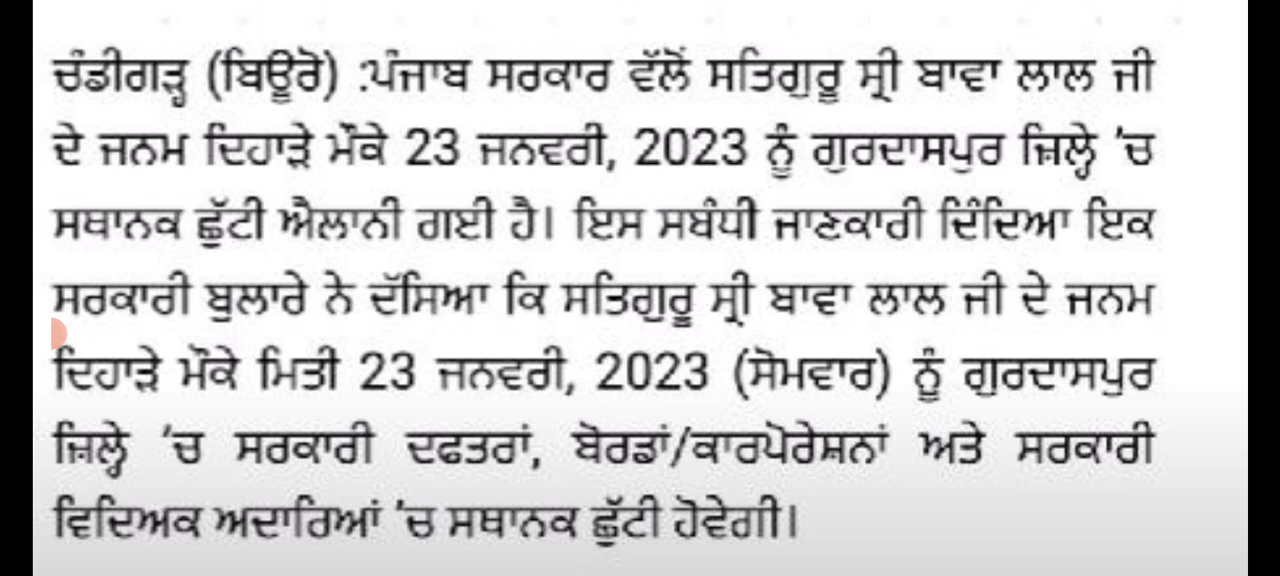 ਚੰਡੀਗੜ੍ਹ (ਬਿਊਰੋ) :ਪੰਜਾਬ ਸਰਕਾਰ ਵੱਲੋਂ ਸਤਿਗੁਰੂ ਸ੍ਰੀ ਬਾਵਾ ਲਾਲ ਜੀ
ਦੇ ਜਨਮ ਦਿਹਾੜੇ ਮੌਕੇ 23 ਜਨਵਰੀ, 2023 ਨੂੰ ਗੁਰਦਾਸਪੁਰ ਜ਼ਿਲ੍ਹੇ ’ਚ
ਸਥਾਨਕ ਛੁੱਟੀ ਐਲਾਨੀ ਗਈ ਹੈ। ਇਸ ਸਬੰਧੀ ਜਾਣਕਾਰੀ ਦਿੰਦਿਆ ਇਕ
ਸਰਕਾਰੀ ਬੁਲਾਰੇ ਨੇ ਦੱਸਿਆ ਕਿ ਸਤਿਗੁਰੂ ਸ੍ਰੀ ਬਾਵਾ ਲਾਲ ਜੀ ਦੇ ਜਨਮ
ਦਿਹਾੜੇ ਮੌਕੇ ਮਿਤੀ 23 ਜਨਵਰੀ, 2023 (ਸੋਮਵਾਰ) ਨੂੰ ਗੁਰਦਾਸਪੁਰ
ਜ਼ਿਲ੍ਹੇ ’ਚ ਸਰਕਾਰੀ ਦਫਤਰਾਂ, ਬੋਰਡਾਂ/ਕਾਰਪੋਰੇਸ਼ਨਾਂ ਅਤੇ ਸਰਕਾਰੀ
ਵਿਦਿਅਕ ਅਦਾਰਿਆਂ ’ਚ ਸਥਾਨਕ ਛੁੱਟੀ ਹੋਵੇਗੀ।